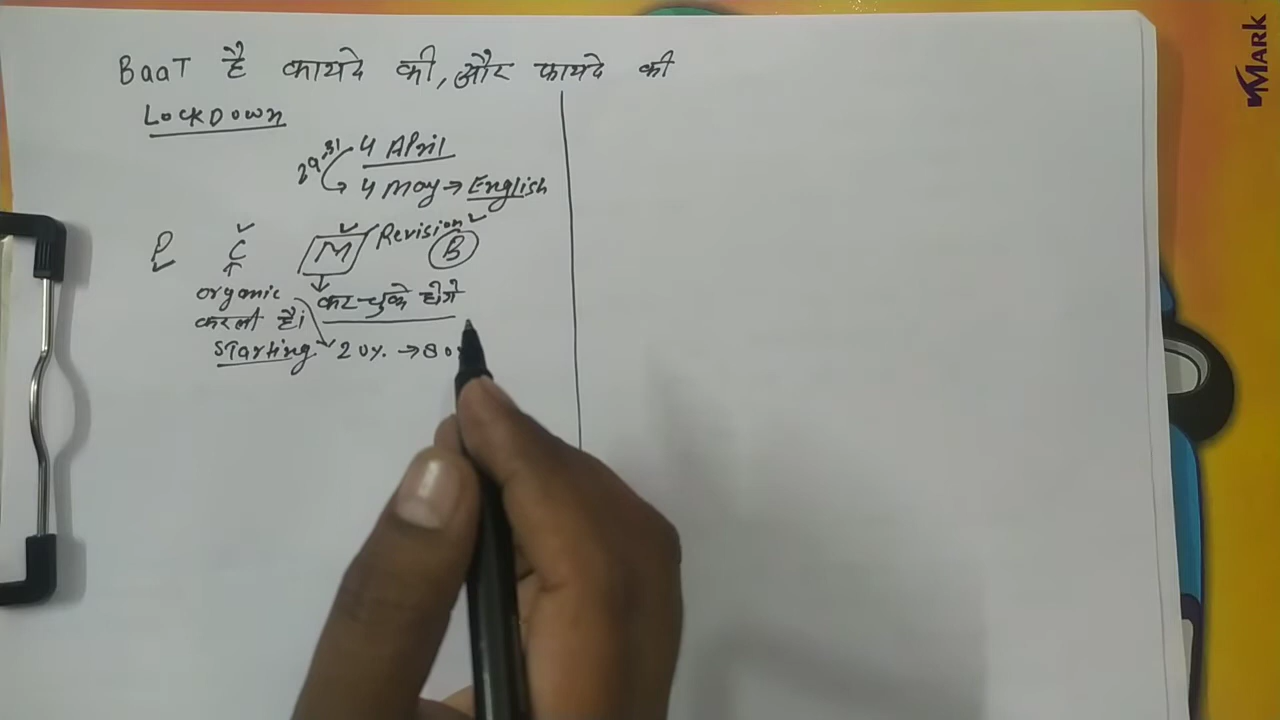 BaaT है कायदे की, और फायदे की
LockDown
29,31 4 April
4 May → English
P C M Revision B
organic कर चुके होंगे
करली है।
Starting 20%. → 80
MARK